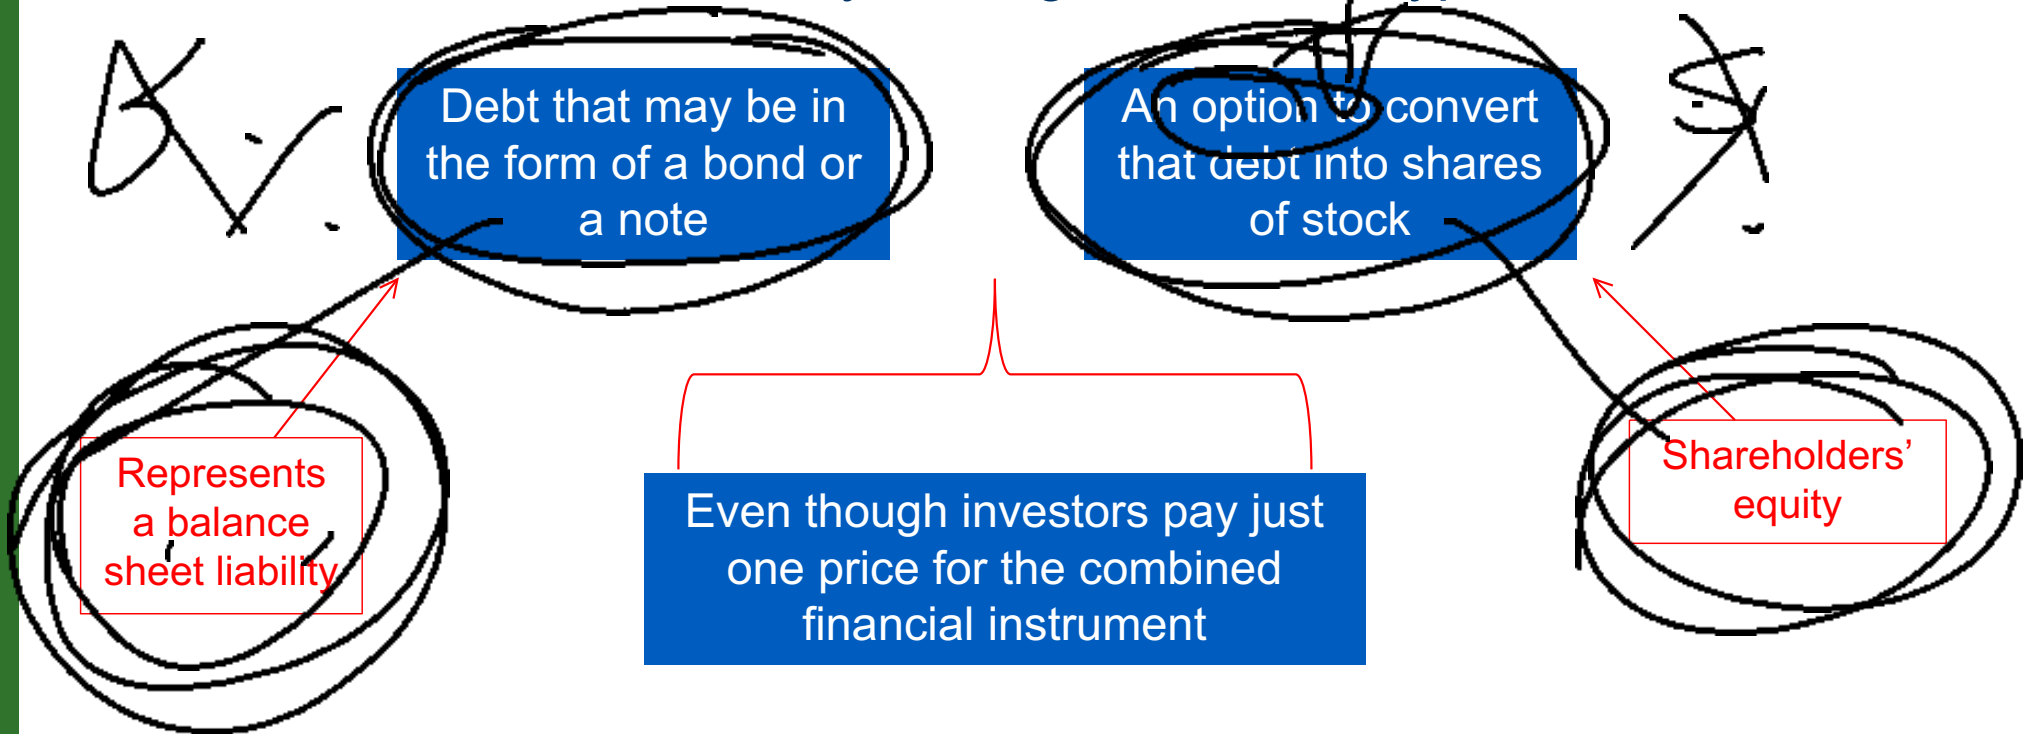 Debt that may be in
the form of a bond or
a note
An option to convert
that debt into shares
of stock
Represents
a balance
sheet liability
Shareholders’
equity
Even though investors pay just
one price for the combined
financial instrument